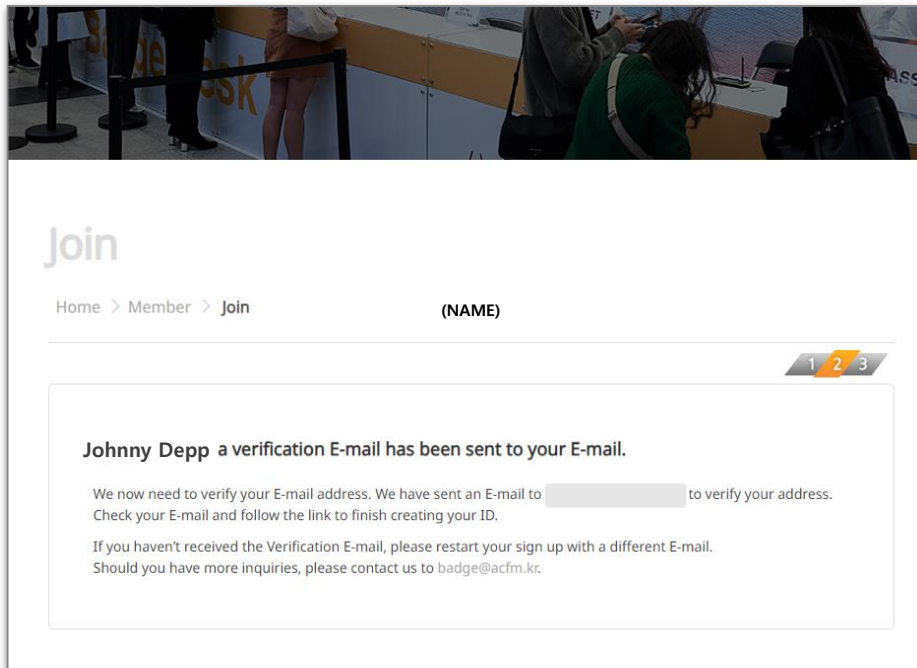 Badge Desk
Join
Home > Member > Join
(NAME)
1 2 3
Johnny Depp a verification E-mail has been sent to your E-mail.
We now need to verify your E-mail address. We have sent an E-mail to to verify your address.
Check your E-mail and follow the link to finish creating your ID.
If you haven't received the Verification E-mail, please restart your sign up with a different E-mail.
Should you have more inquiries, please contact us to badge@acfm.kr.